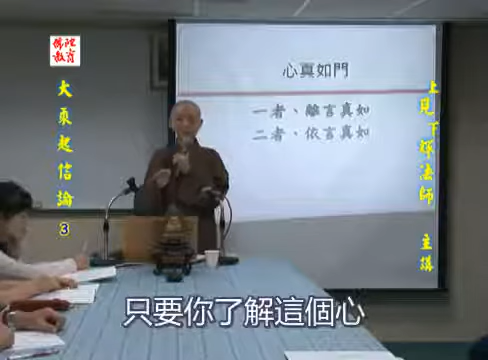 佛陀
教育
大乘起信論
3
心真如門
一者、離言真如
二者、依言真如
上見下輝法師 主講
只要你了解這個心